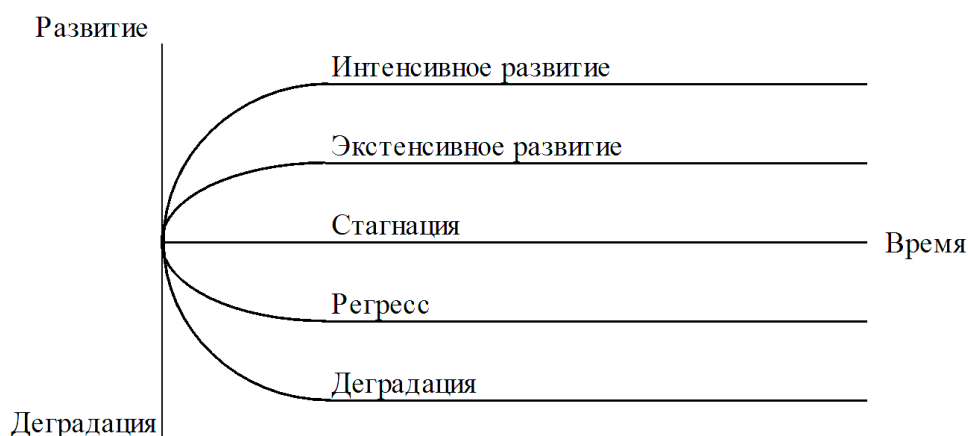 Развитие
Интенсивное развитие
Экстенсивное развитие
Стагнация
Время
Регресс
Деградация
Деградация